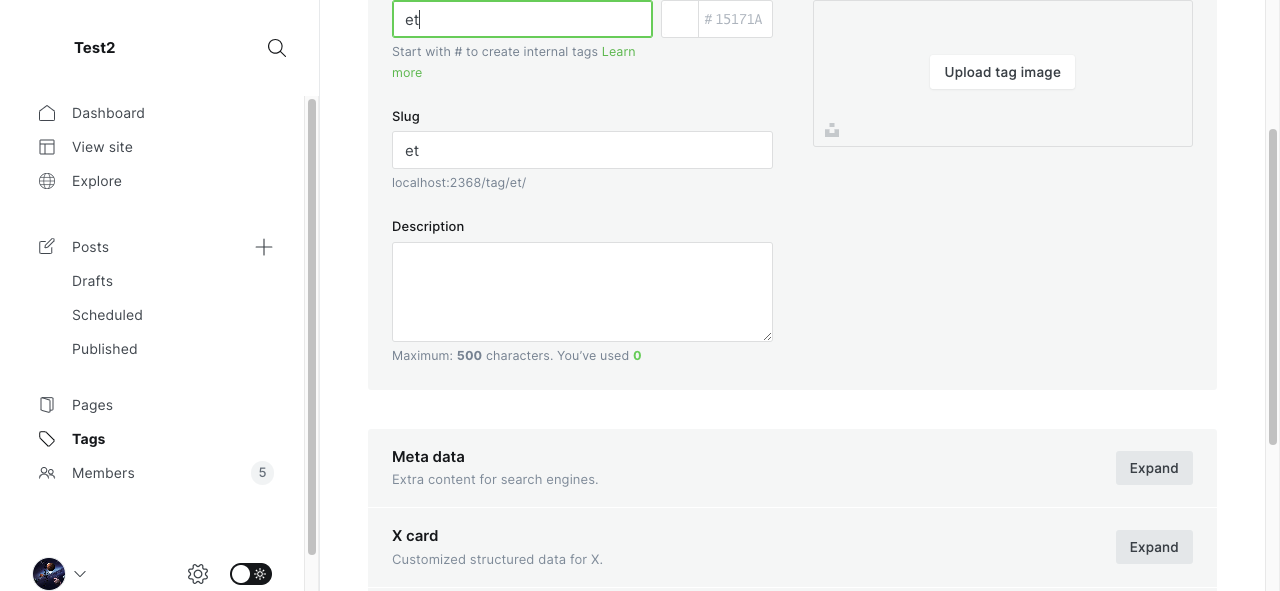 Test2
Dashboard
View site
Explore
Posts
Drafts
Scheduled
Published
Pages
Tags
Members 5
et
# 15171A
Start with # to create internal tags Learn
more
Slug
et
localhost:2368/tag/et/
Description
Maximum: 500 characters. You've used 0
Upload tag image
Meta data
Extra content for search engines.
Expand
X card
Customized structured data for X.
Expand